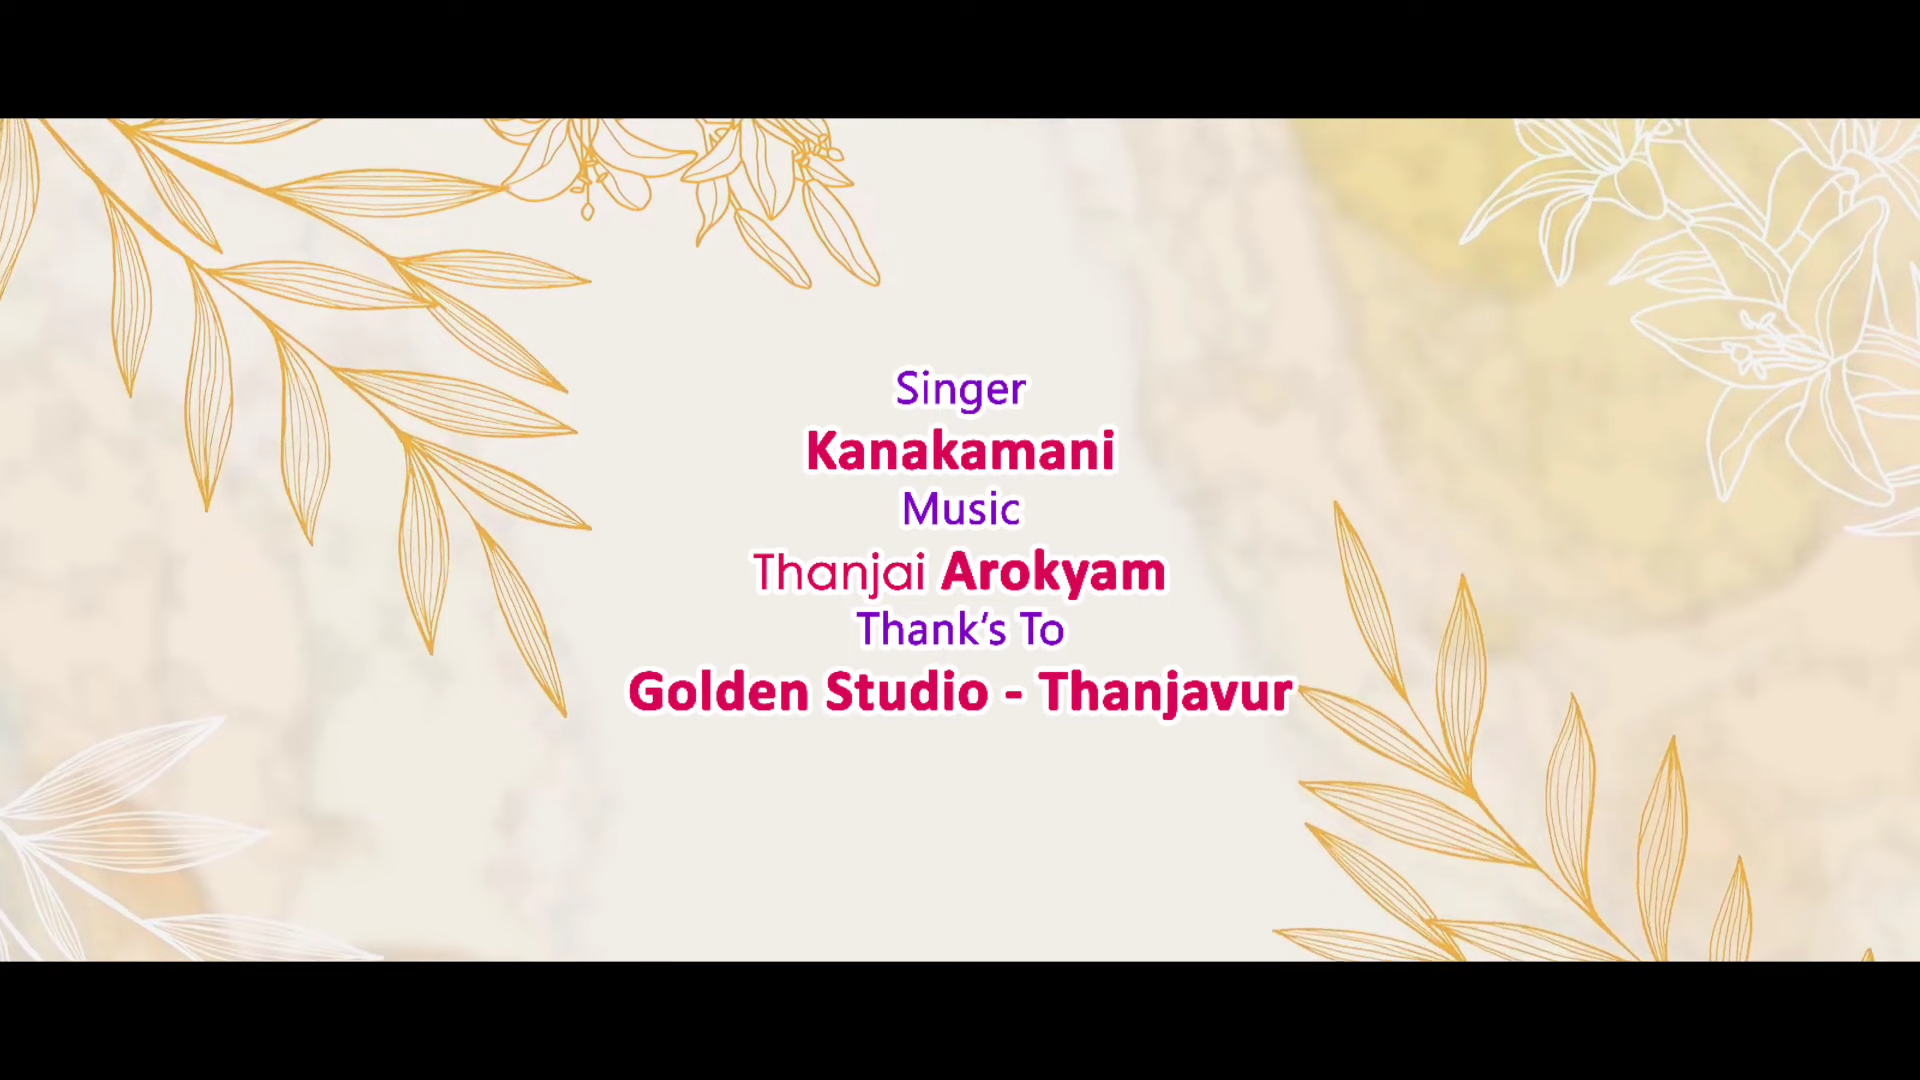 Singer
Kanakamani
Music
Thanjai Arokyam
Thank’s To
Golden Studio - Thanjavur